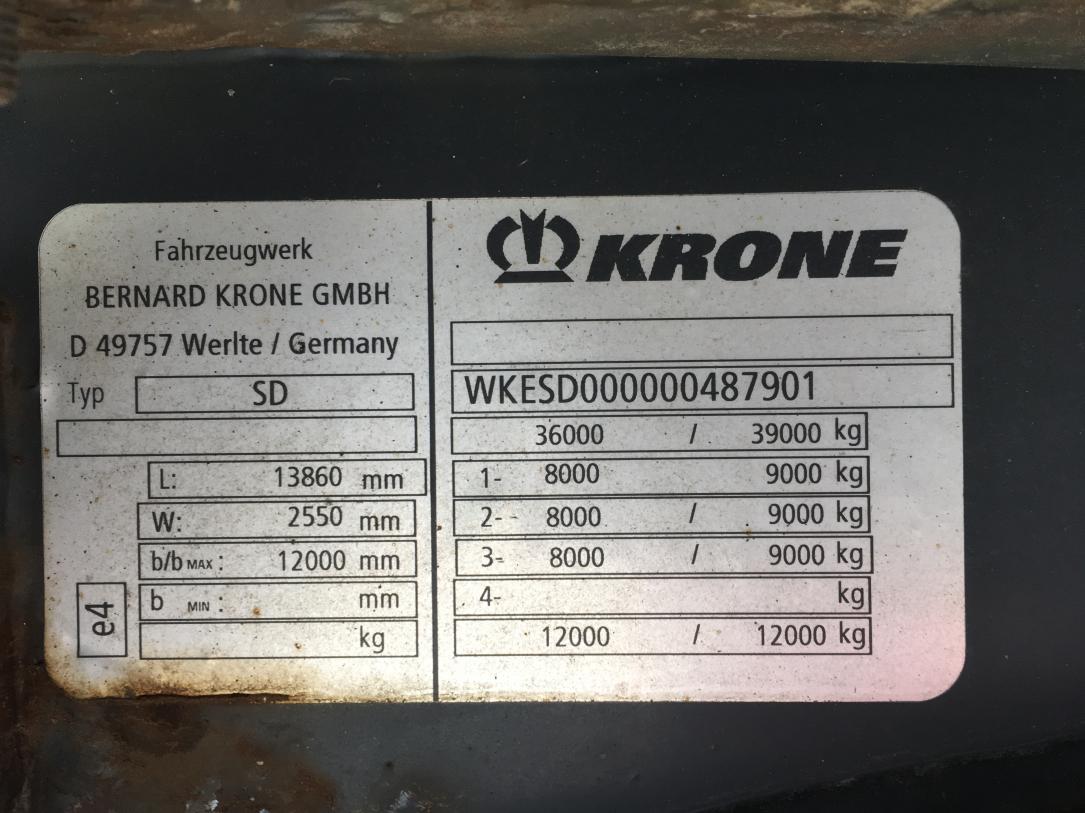 Fahrzeugwerk
BERNARD KRONE GMBH
D 49757 Werlte / Germany
Typ SD
L: 13860 mm
W: 2550 mm
b/b MAX : 12000 mm
b MIN : mm
kg
e4
KRONE
WKESD000000487901
36000 / 39000 kg
1- 8000 9000 kg
2- 8000 / 9000 kg
3- 8000 / 9000 kg
4- kg
12000 / 12000 kg